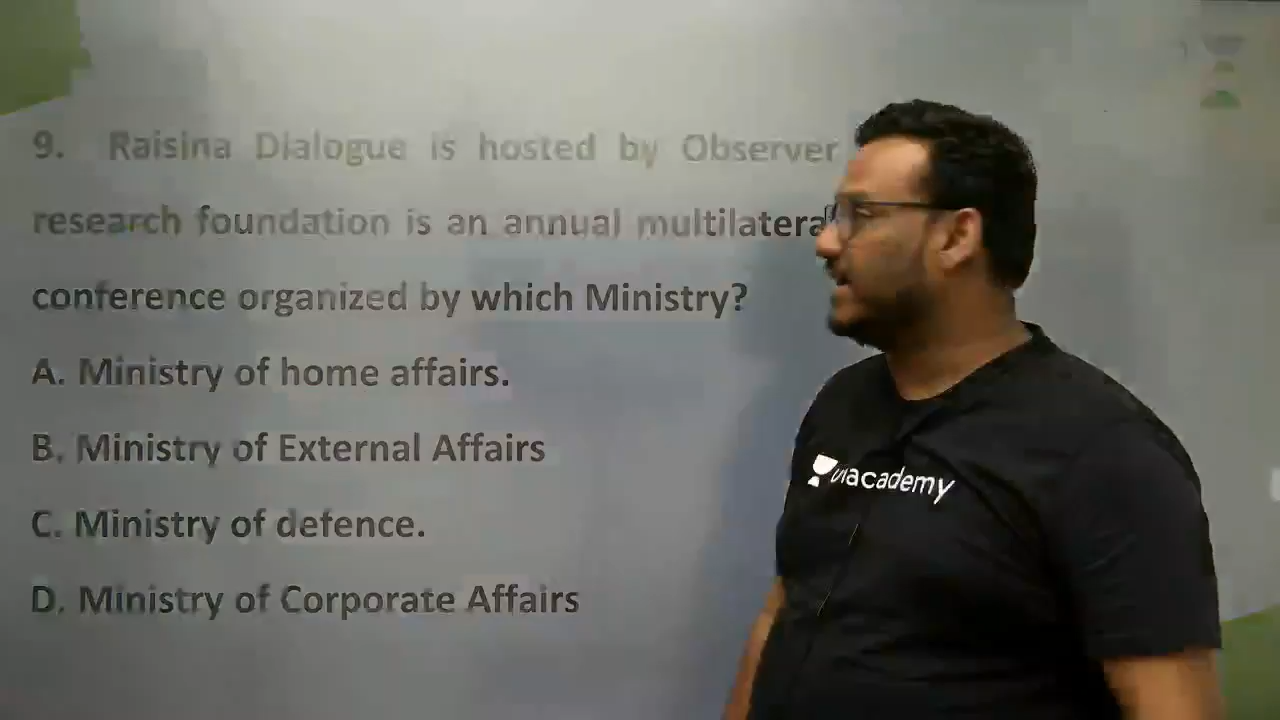 9. Raisina Dialogue is hosted by Observer
research foundation is an annual multilatera
conference organized by which Ministry?
A. Ministry of home affairs.
B. Ministry of External Affairs
C. Ministry of defence.
D. Ministry of Corporate Affairs
unacademy